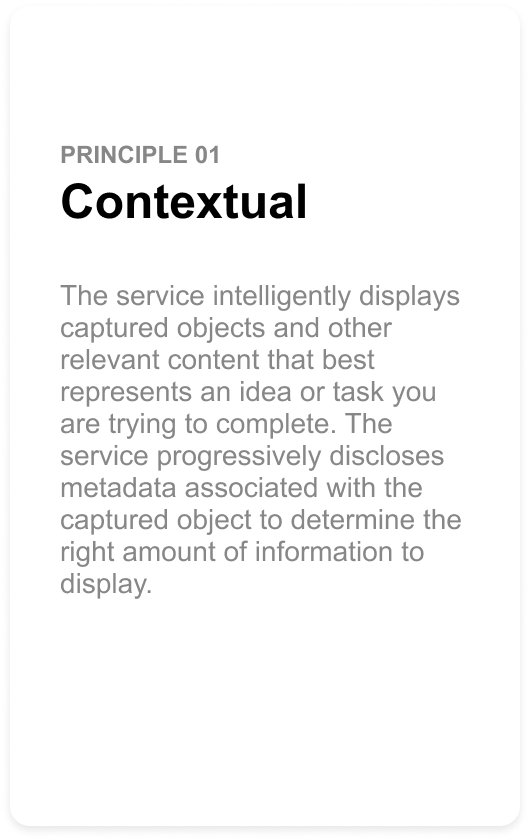 PRINCIPLE 01
Contextual
The service intelligently displays
captured objects and other
relevant content that best
represents an idea or task you
are trying to complete. The
service progressively discloses
metadata associated with the
captured object to determine the
right amount of information to
display.